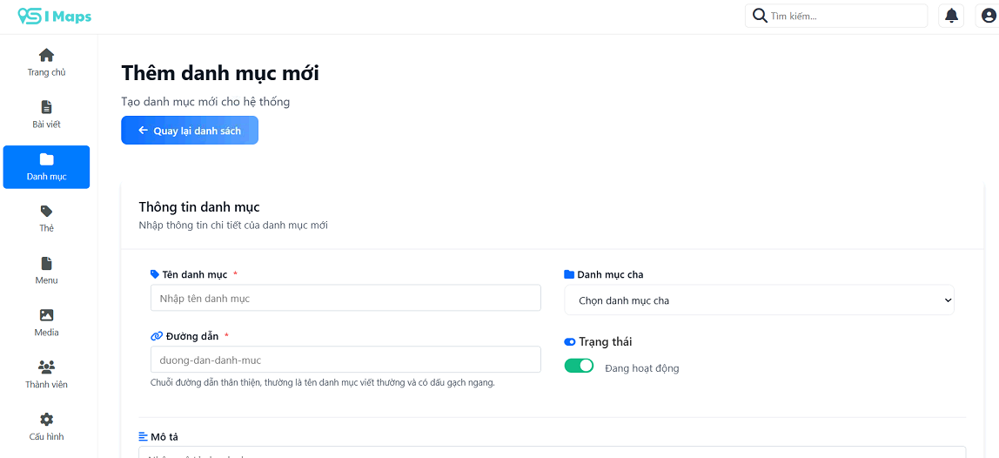 SI Maps
Tìm kiếm...
Trang chủ
Bài viết
Danh mục
Thẻ
Menu
Media
Thành viên
Cấu hình
Thêm danh mục mới
Tạo danh mục mới cho hệ thống
← Quay lại danh sách
Thông tin danh mục
Nhập thông tin chi tiết của danh mục mới
Tên danh mục *
Nhập tên danh mục
Danh mục cha
Chọn danh mục cha
Đường dẫn *
duong-dan-danh-muc
Chuỗi đường dẫn thân thiện, thường là tên danh mục viết thường và có dấu gạch ngang.
Trạng thái
Đang hoạt động
Mô tả